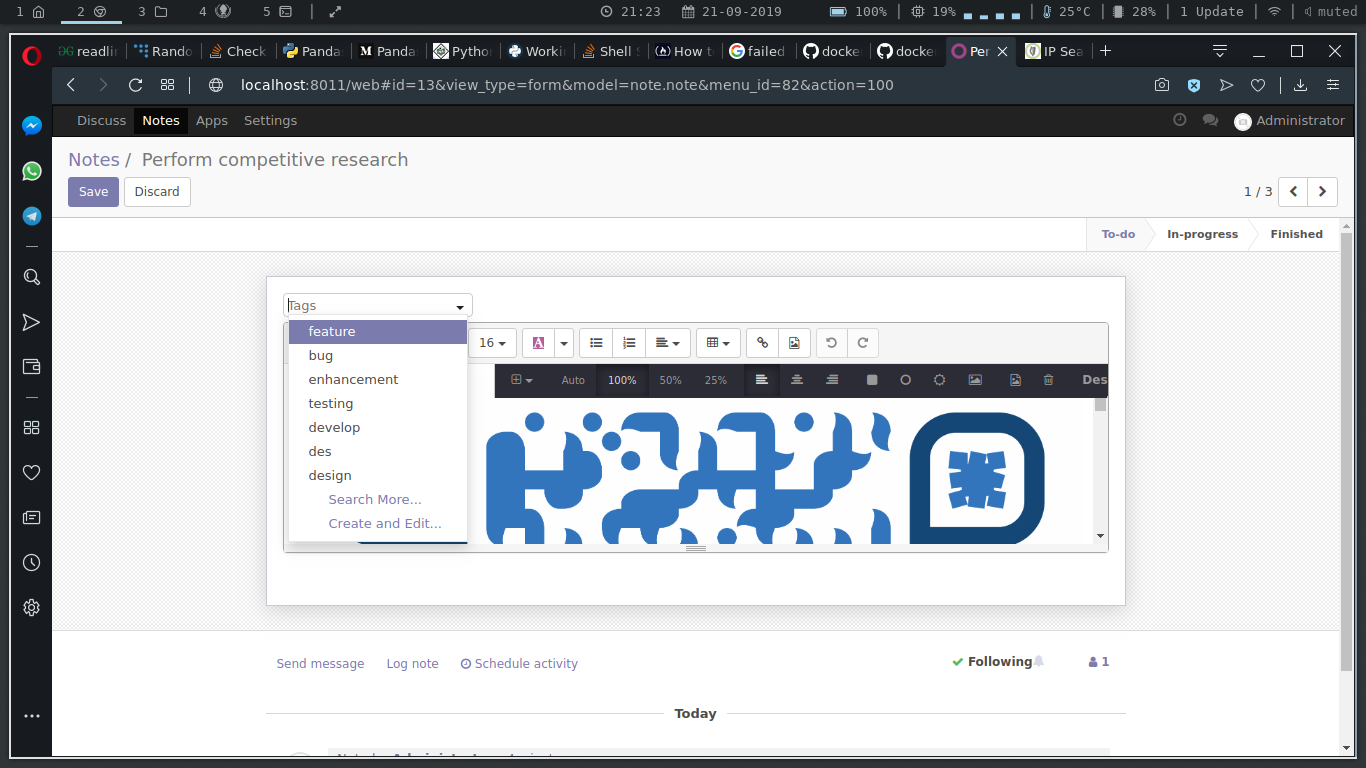 1 2 3 4 5 21:23 21-09-2019 100% 19% 25°C 28% 1 Update muted
readli Rando Check Panda Panda Pytho Worki Shell S How t failed docke docke Per IP Sea
localhost:8011/web#id=13&view_type=form&model=note.note&menu_id=82&action=100
Discuss Notes Apps Settings Administrator
Notes / Perform competitive research
Save Discard 1 / 3
To-do In-progress Finished
Tags
feature
16 A
bug
enhancement
Auto 100% 50% 25% Des
testing
develop
des
design
Search More...
Create and Edit...
Send message Log note Schedule activity Following 1
Today